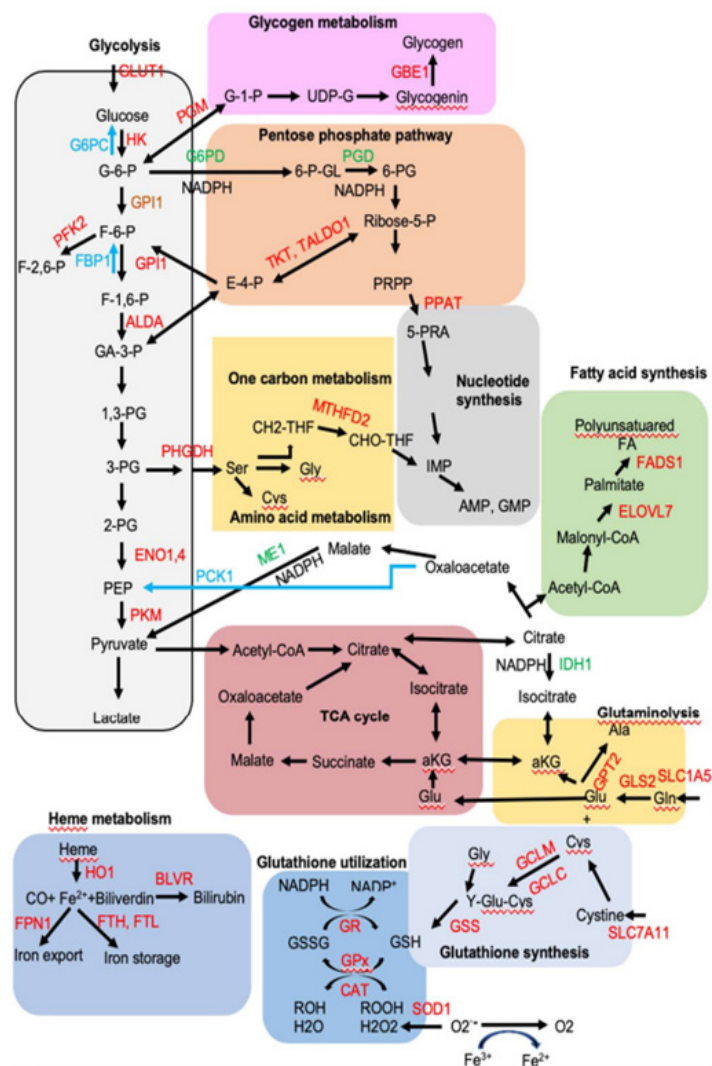 Glycogen metabolism
Glycolysis
Glycogen
GLUT1
GBE1
G-1-P
UDP-G
Glycogenin
Glucose
PGM
G6PC
HK
Pentose phosphate pathway
G6PD
PGD
G-6-P
6-P-GL
6-PG
NADPH
NADPH
GPI1
Ribose-5-P
PFK2
F-6-P
TKT, TALDO1
F-2,6-P
FBP1
GPI1
E-4-P
PRPP
F-1,6-P
PPAT
ALDA
5-PRA
GA-3-P
One carbon metabolism
Nucleotide
synthesis
Fatty acid synthesis
MTHFD2
1,3-PG
CH2-THF
CHO-THF
Polyunsatuared
FA
PHGDH
FADS1
3-PG
Ser
Gly
IMP
Palmitate
Cys
AMP, GMP
ELOVL7
2-PG
Amino acid metabolism
Malonyl-CoA
ENO1,4
ME1
Malate
NADPH
Oxaloacetate
PCK1
PEP
Acetyl-CoA
PKM
Pyruvate
Acetyl-CoA
Citrate
Citrate
NADPH
IDH1
Oxaloacetate
Isocitrate
Isocitrate
TCA cycle
Glutaminolysis
Lactate
Ala
Malate
Succinate
aKG
aKG
GPT2
GLS2
SLC1A5
Glu
Glu
Gln
+
Heme metabolism
Heme
Glutathione utilization
HO1
BLVR
NADPH
NADP+
Gly
GCLM
Cys
GCLC
CO+ Fe2++Biliverdin
Bilirubin
Y-Glu-Cys
FPN1
FTH, FTL
GR
GSSG
GSH
GSS
Cystine
Iron export
Iron storage
GPx
Glutathione synthesis
SLC7A11
CAT
ROH
H2O
ROOH
H2O2
SOD1
O2·-
O2
Fe3+
Fe2+